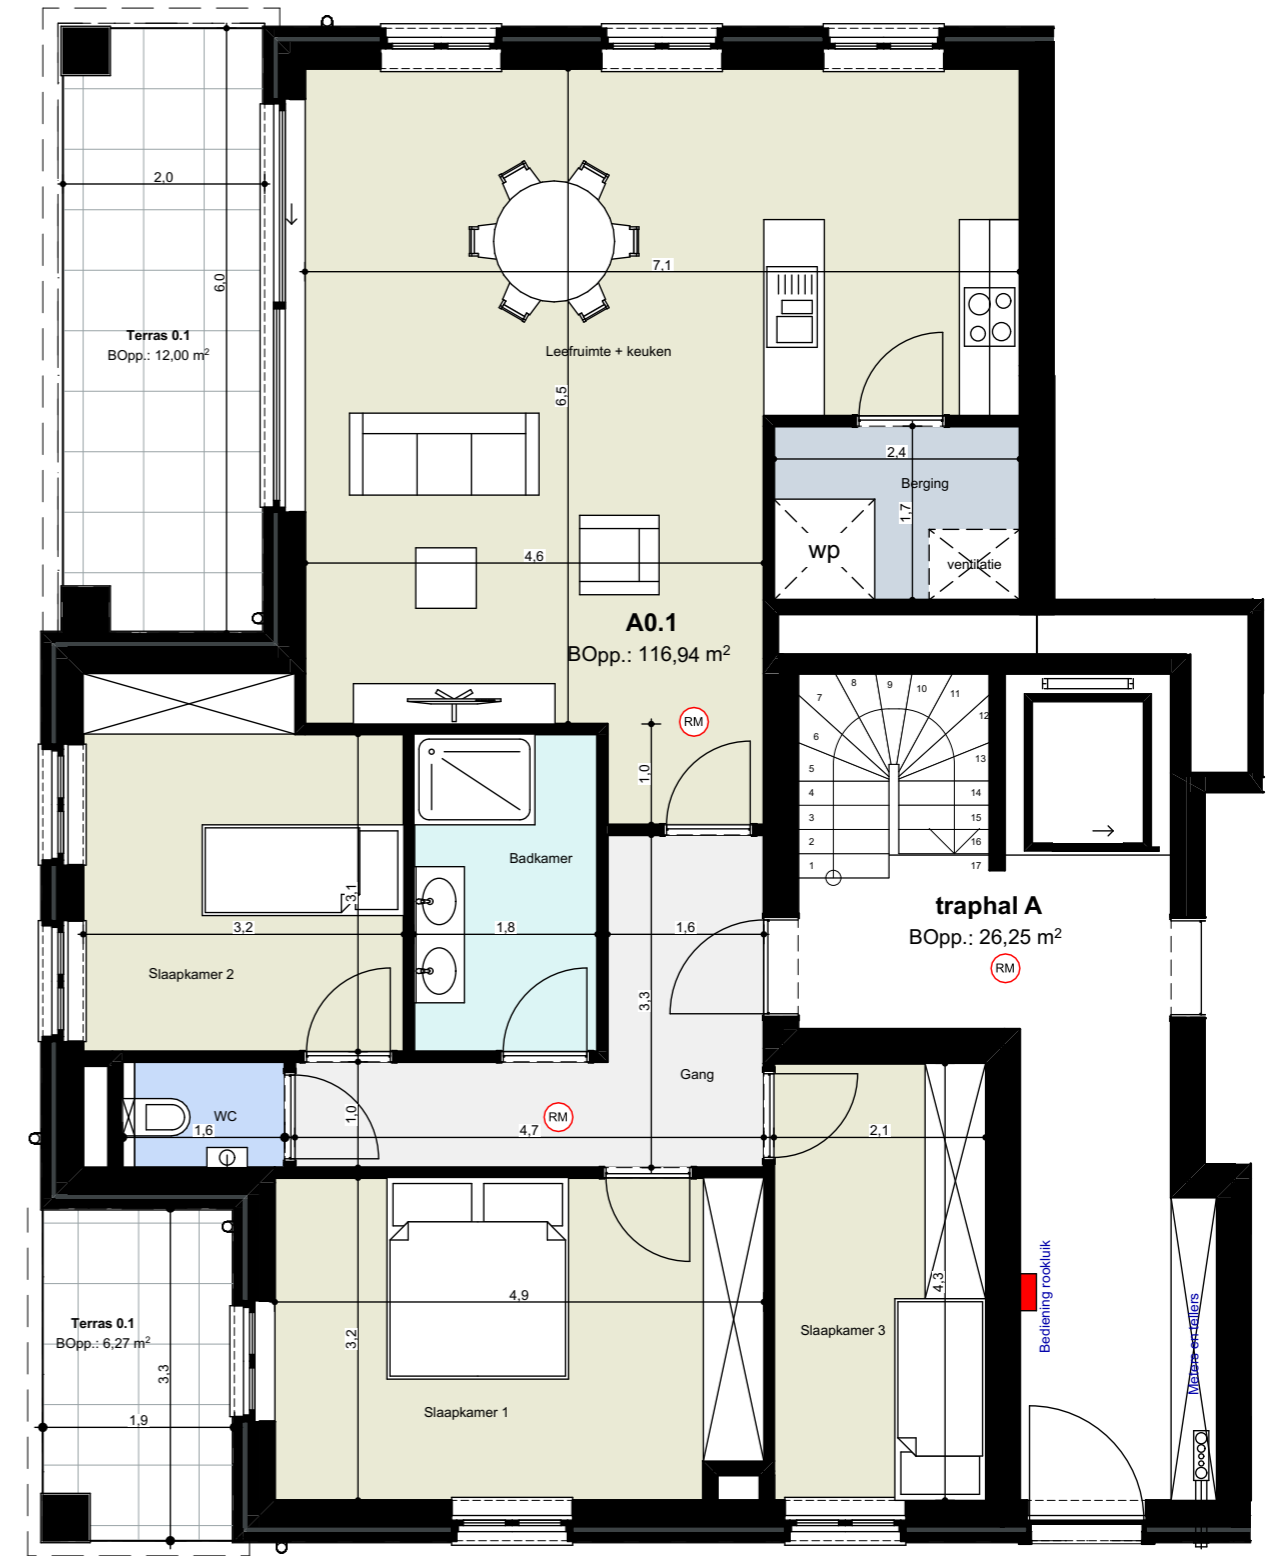 2,0
6,0
Terras 0.1
BOpp.: 12,00 m²
7,1
Leefruimte + keuken
6,5
2,4
Berging
1,7
wp
ventilatie
4,6
A0.1
BOpp.: 116,94 m²
RM
1,0
1
2
3
4
5
6
7
8
9
10
11
12
13
14
15
16
17
Badkamer
3,1
3,2
1,8
1,6
Slaapkamer 2
traphal A
BOpp.: 26,25 m²
RM
3,3
Gang
WC
1,6
1,0
RM
4,7
2,1
4,9
3,2
Slaapkamer 1
4,3
Slaapkamer 3
Terras 0.1
BOpp.: 6,27 m²
3,3
1,9
Bediening rookluik
Meters en tellers